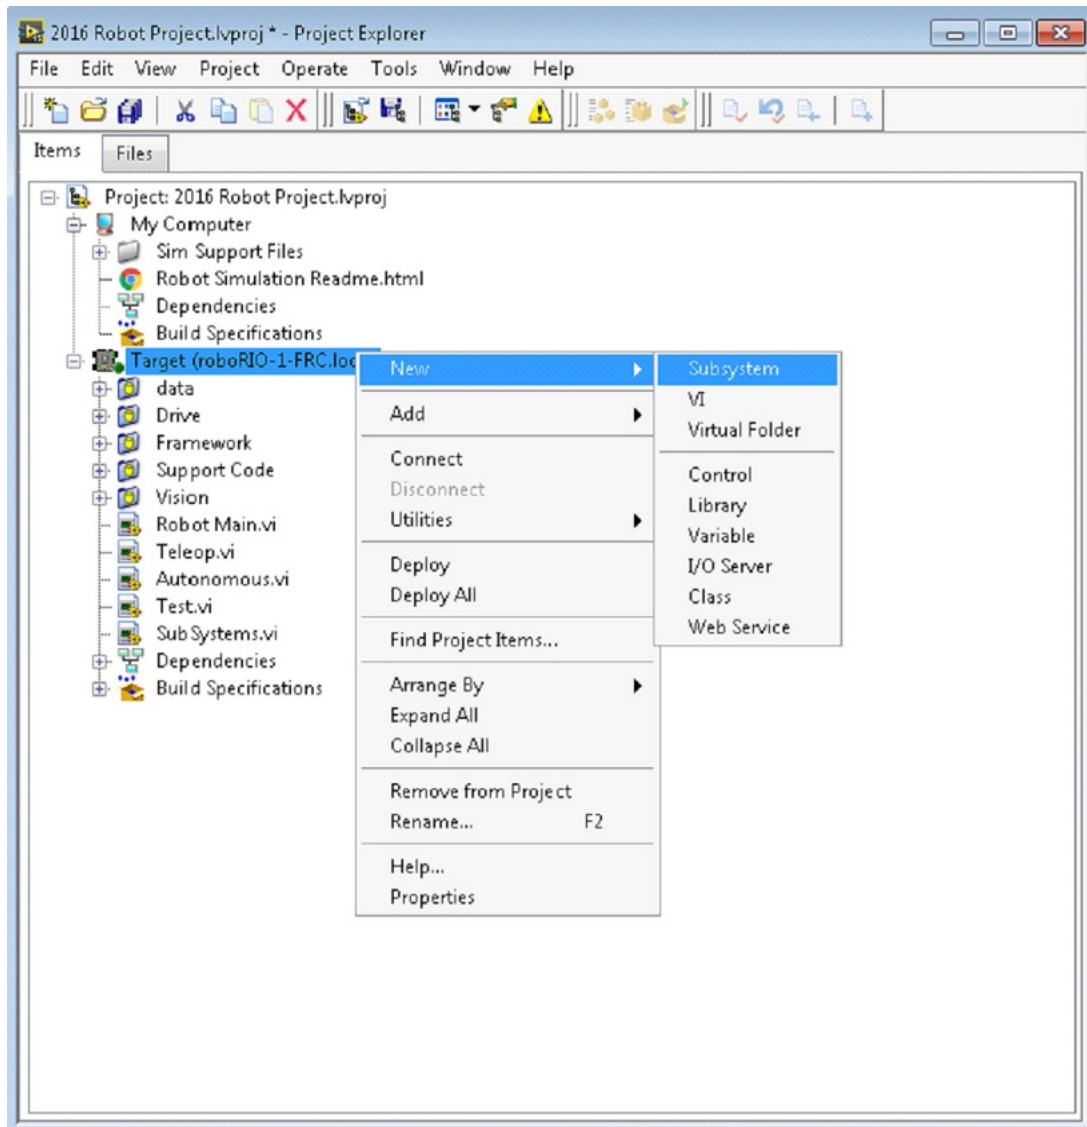 2016 Robot Project.lvproj * - Project Explorer
File Edit View Project Operate Tools Window Help
Items Files
Project: 2016 Robot Project.lvproj
My Computer
Sim Support Files
Robot Simulation Readme.html
Dependencies
Build Specifications
Target (roboRIO-1-FRC.loc
data
Drive
Framework
Support Code
Vision
Robot Main.vi
Teleop.vi
Autonomous.vi
Test.vi
SubSystems.vi
Dependencies
Build Specifications
New
Add
Connect
Disconnect
Utilities
Deploy
Deploy All
Find Project Items...
Arrange By
Expand All
Collapse All
Remove from Project
Rename... F2
Help...
Properties
Subsystem
VI
Virtual Folder
Control
Library
Variable
I/O Server
Class
Web Service